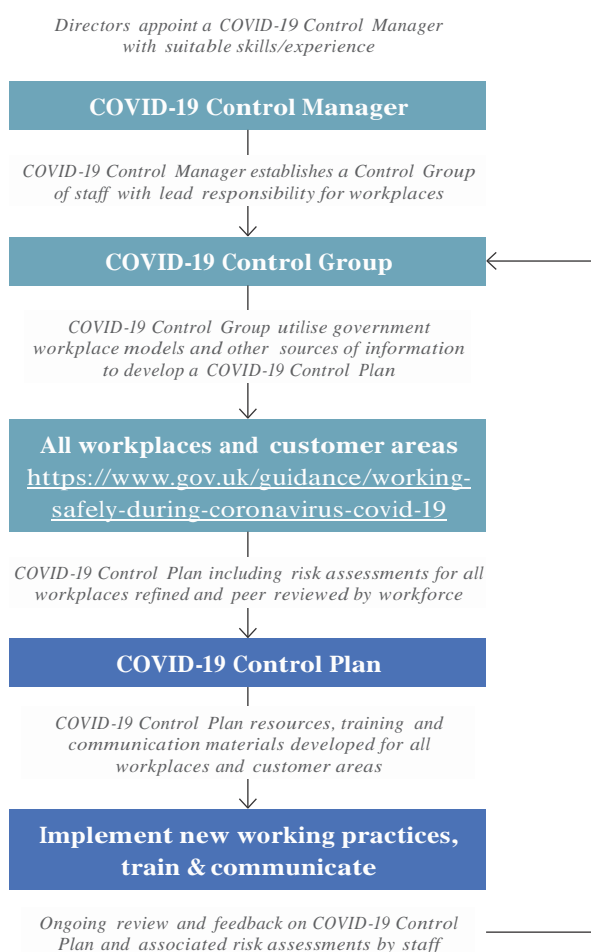 Directors appoint a COVID-19 Control Manager
with suitable skills/experience
COVID-19 Control Manager
COVID-19 Control Manager establishes a Control Group
of staff with lead responsibility for workplaces
COVID-19 Control Group
COVID-19 Control Group utilise government
workplace models and other sources of information
to develop a COVID-19 Control Plan
All workplaces and customer areas
https://www.gov.uk/guidance/working-
safely-during-coronavirus-covid-19
COVID-19 Control Plan including risk assessments for all
workplaces refined and peer reviewed by workforce
COVID-19 Control Plan
COVID-19 Control Plan resources, training and
communication materials developed for all
workplaces and customer areas
Implement new working practices,
train & communicate
Ongoing review and feedback on COVID-19 Control
Plan and associated risk assessments by staff